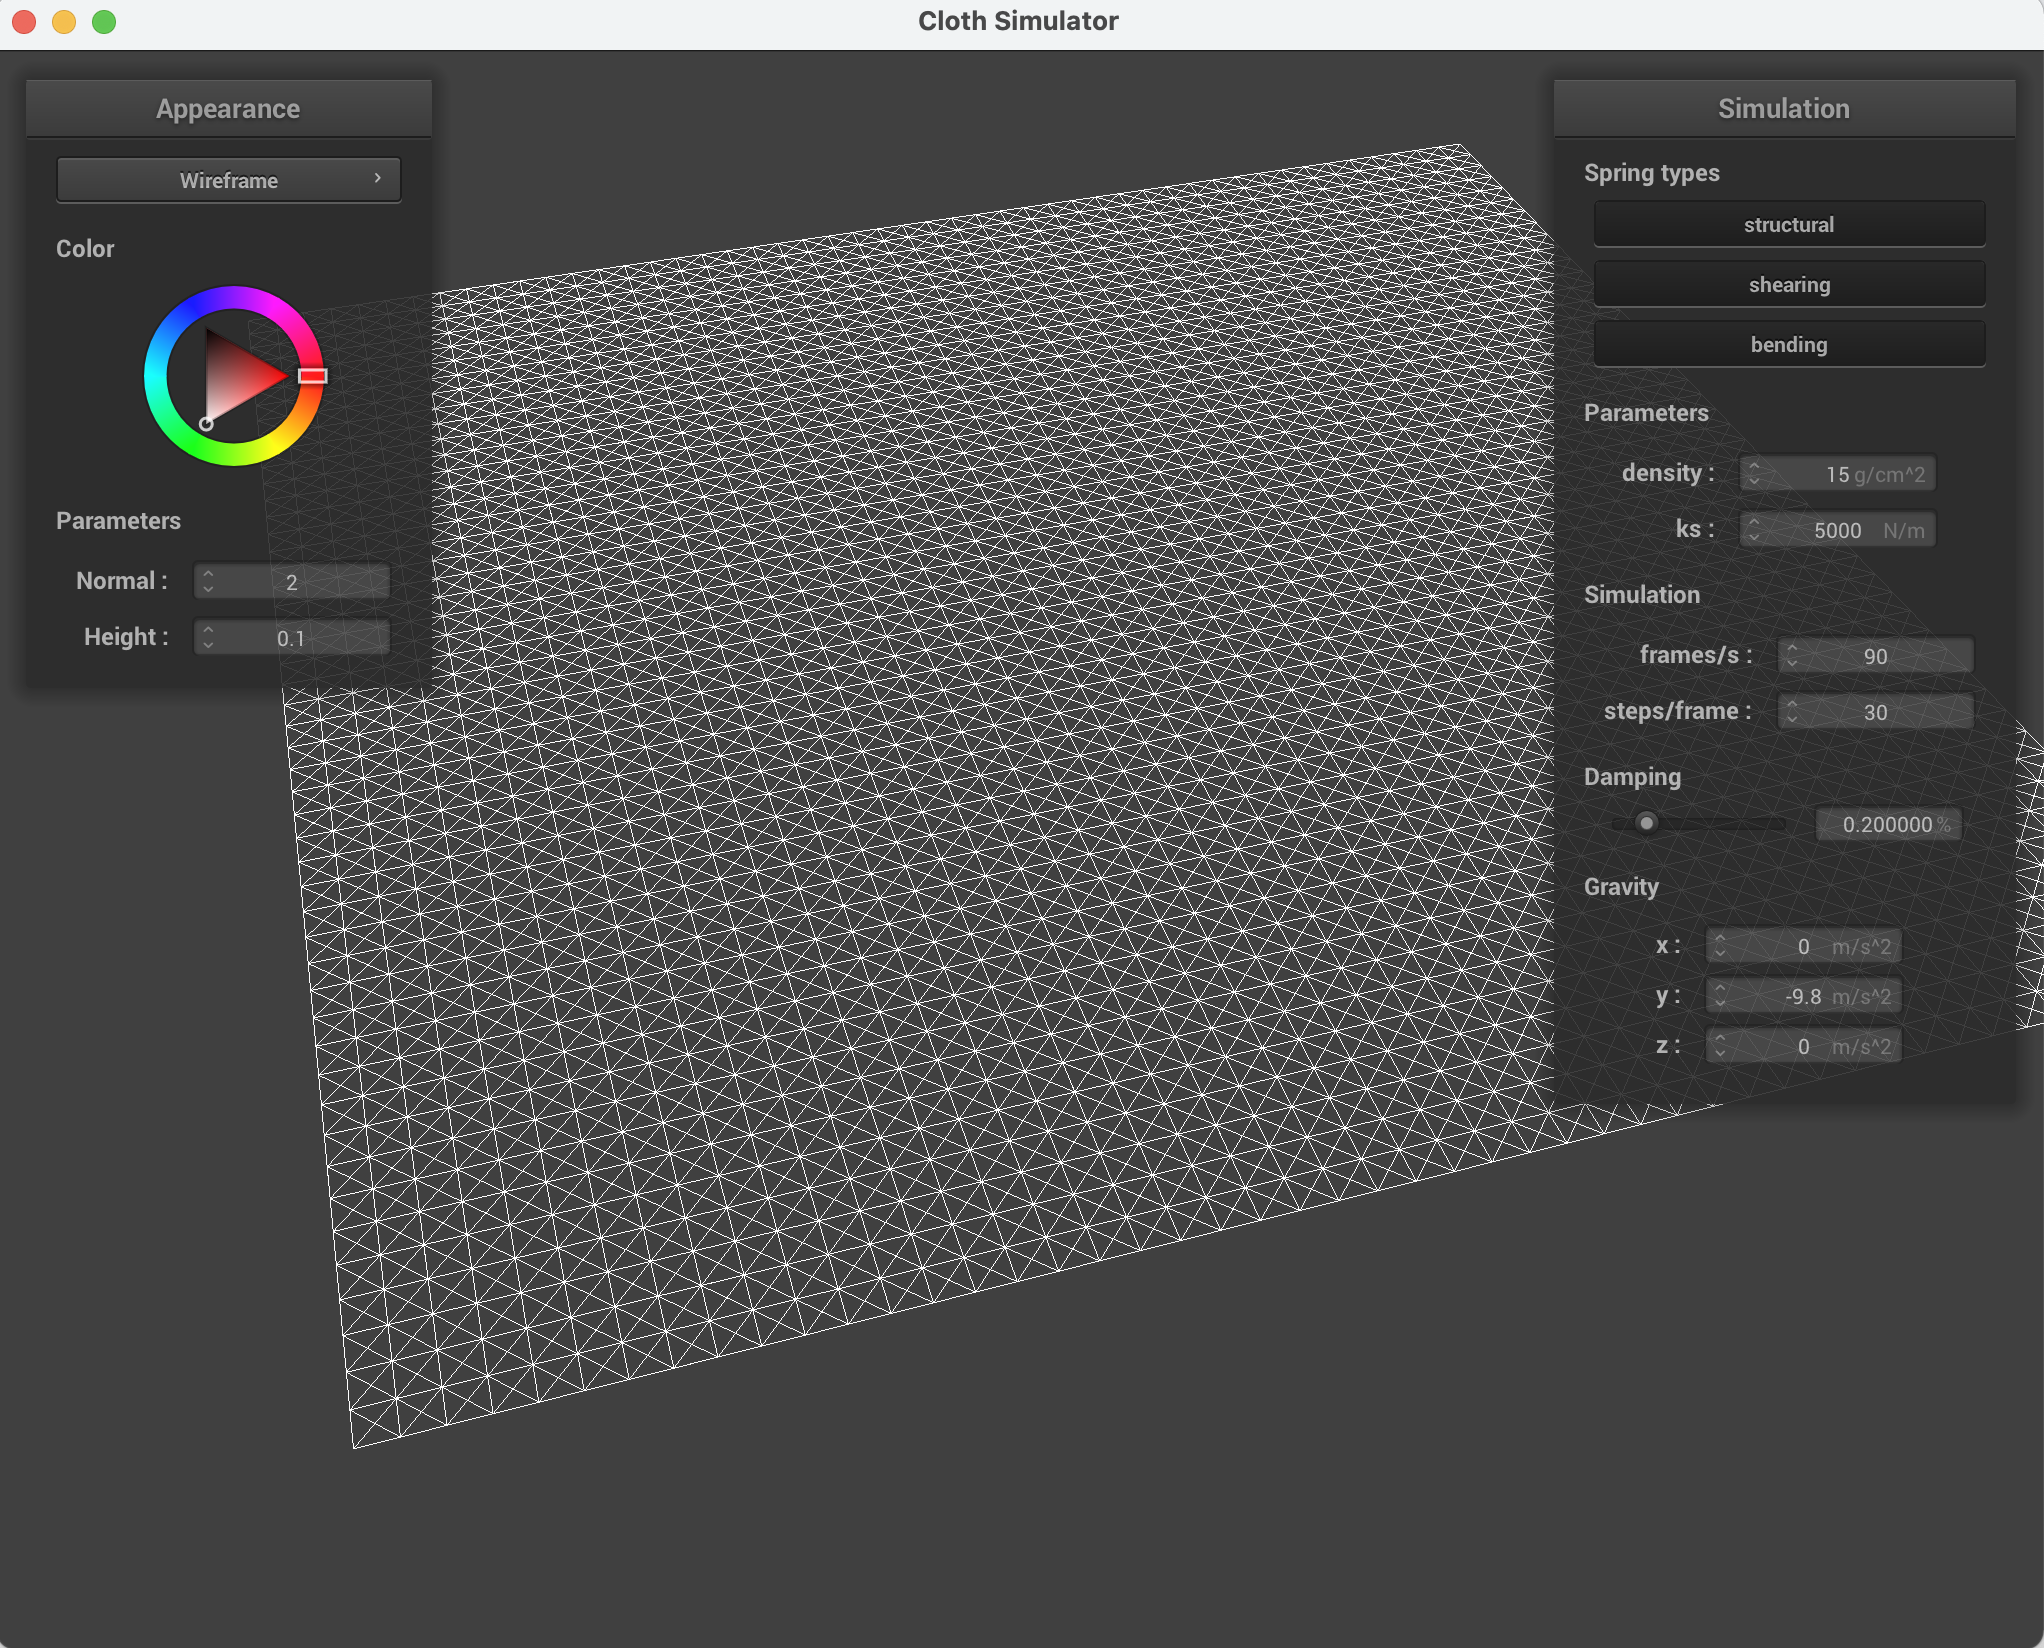 Cloth Simulator
Appearance
Wireframe
Color
Parameters
Normal : 2
Height : 0.1
Simulation
Spring types
structural
shearing
bending
Parameters
density : 15 g/cm^2
ks : 5000 N/m
Simulation
frames/s : 90
steps/frame : 30
Damping
0.200000 %
Gravity
x : 0 m/s^2
y : -9.8 m/s^2
z : 0 m/s^2